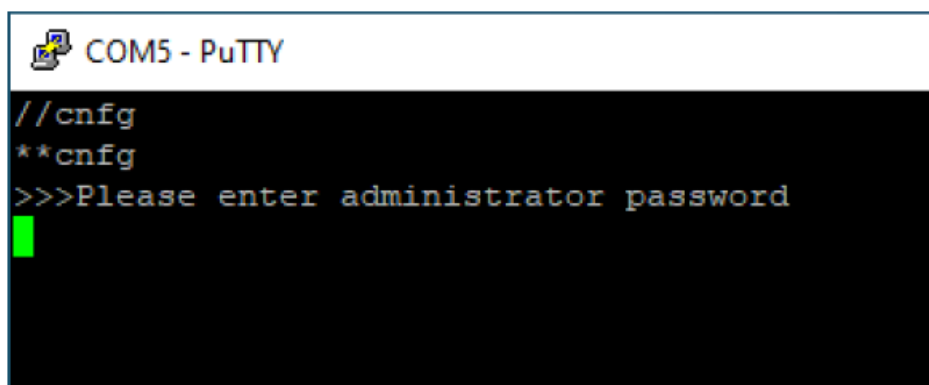 COM5 - PuTTY
//cnfg
**cnfg
>>>Please enter administrator password